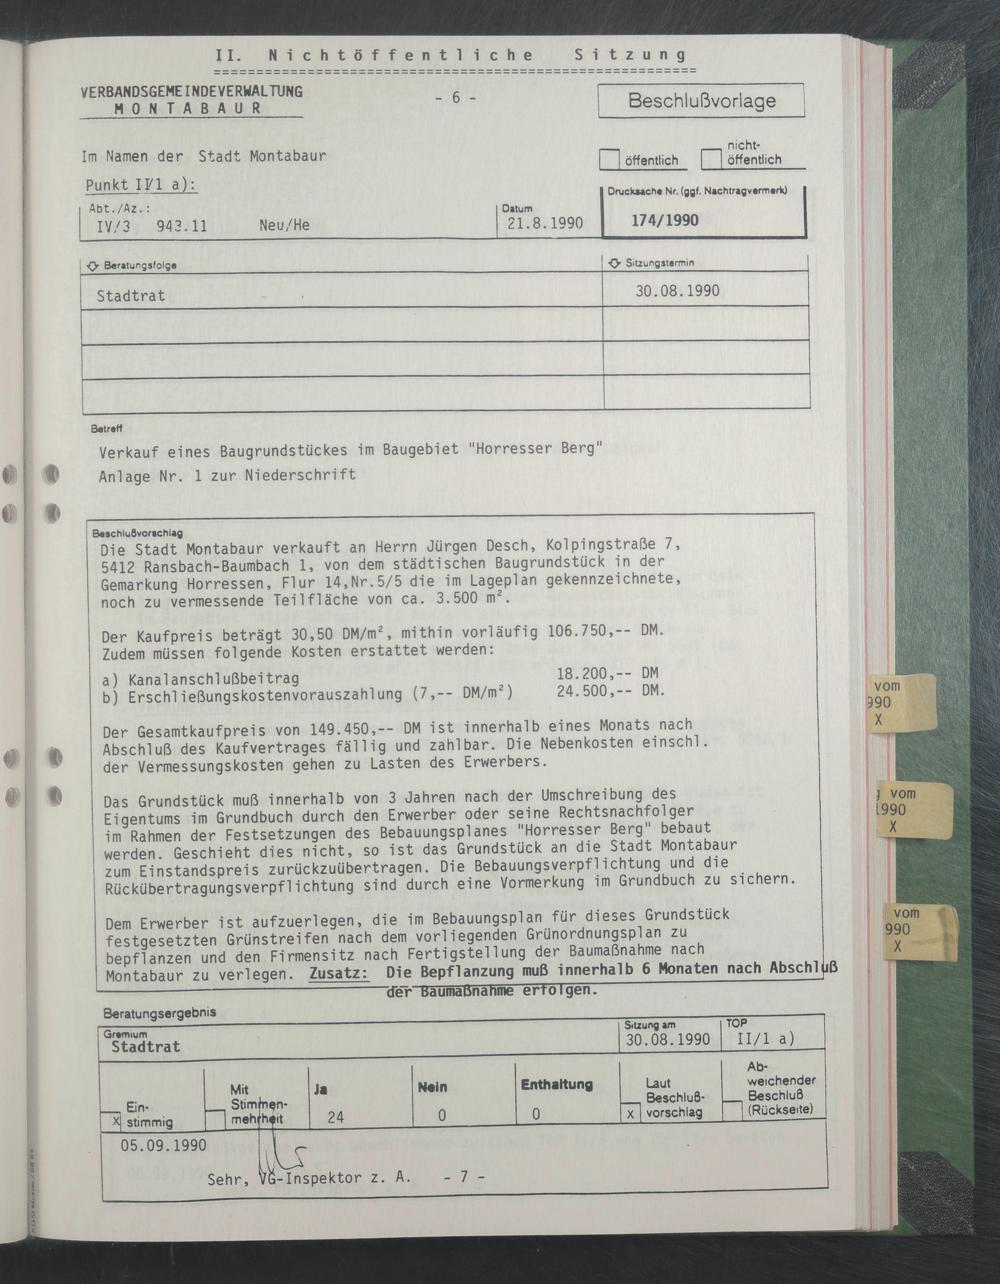 II. Nichtöffentliche Sitzung
VERBANDSGEMEINDEVERWALTUNG
MONTABAUR
- 6 -
Beschlußvorlage
Im Namen der Stadt Montabaur
öffentlich
nicht-
öffentlich
Punkt II/1 a):
Abt./Az.:
IV/3 943.11 Neu/He
Datum
21.8.1990
Drucksache Nr. (ggf. Nachtragvermerk)
174/1990
Beratungsfolge
Sitzungstermin
Stadtrat
30.08.1990
Betreff
Verkauf eines Baugrundstückes im Baugebiet "Horresser Berg"
Anlage Nr. 1 zur Niederschrift
Beschlußvorschlag
Die Stadt Montabaur verkauft an Herrn Jürgen Desch, Kolpingstraße 7,
5412 Ransbach-Baumbach 1, von dem städtischen Baugrundstück in der
Gemarkung Horressen, Flur 14,Nr.5/5 die im Lageplan gekennzeichnete,
noch zu vermessende Teilfläche von ca. 3.500 m².
Der Kaufpreis beträgt 30,50 DM/m², mithin vorläufig 106.750,-- DM.
Zudem müssen folgende Kosten erstattet werden:
a) Kanalanschlußbeitrag 18.200,-- DM
b) Erschließungskostenvorauszahlung (7,-- DM/m²) 24.500,-- DM.
Der Gesamtkaufpreis von 149.450,-- DM ist innerhalb eines Monats nach
Abschluß des Kaufvertrages fällig und zahlbar. Die Nebenkosten einschl.
der Vermessungskosten gehen zu Lasten des Erwerbers.
Das Grundstück muß innerhalb von 3 Jahren nach der Umschreibung des
Eigentums im Grundbuch durch den Erwerber oder seine Rechtsnachfolger
im Rahmen der Festsetzungen des Bebauungsplanes "Horresser Berg" bebaut
werden. Geschieht dies nicht, so ist das Grundstück an die Stadt Montabaur
zum Einstandspreis zurückzuübertragen. Die Bebauungsverpflichtung und die
Rückübertragungsverpflichtung sind durch eine Vormerkung im Grundbuch zu sichern.
Dem Erwerber ist aufzuerlegen, die im Bebauungsplan für dieses Grundstück
festgesetzten Grünstreifen nach dem vorliegenden Grünordnungsplan zu
bepflanzen und den Firmensitz nach Fertigstellung der Baumaßnahme nach
Montabaur zu verlegen. Zusatz: Die Bepflanzung muß innerhalb 6 Monaten nach Abschluß
der Baumaßnahme erfolgen.
Beratungsergebnis
Gremium
Stadtrat
Sitzung am
30.08.1990
TOP
II/1 a)
X Ein-
stimmig
Mit
Stimmen-
mehrheit
Ja
24
Nein
0
Enthaltung
0
X Laut
Beschluß-
vorschlag
Ab-
weichender
Beschluß
(Rückseite)
05.09.1990
Sehr, VG-Inspektor z. A. - 7 -
vom
990
X
g vom
1990
X
vom
990
X